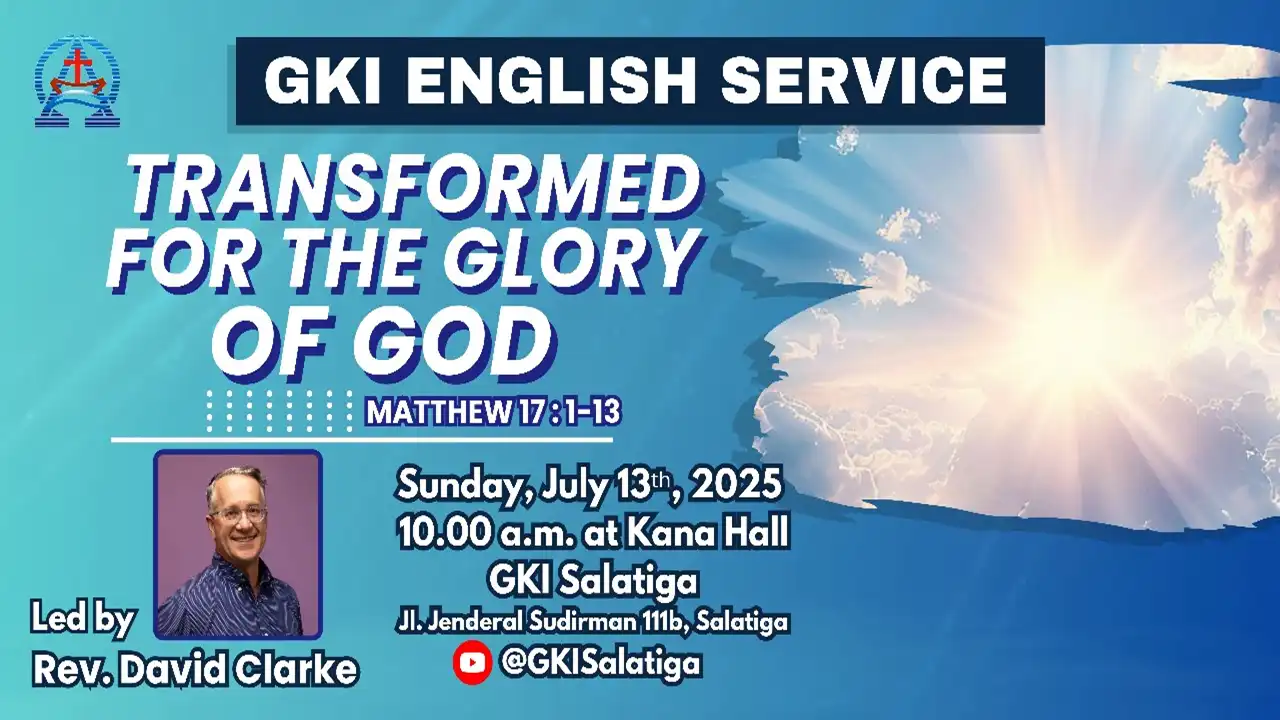 GKI ENGLISH SERVICE
TRANSFORMED
FOR THE GLORY
OF GOD
MATTHEW 17 : 1-13
Sunday, July 13th, 2025
10.00 a.m. at Kana Hall
GKI Salatiga
Jl. Jenderal Sudirman 111b, Salatiga
@GKISalatiga
Led by
Rev. David Clarke